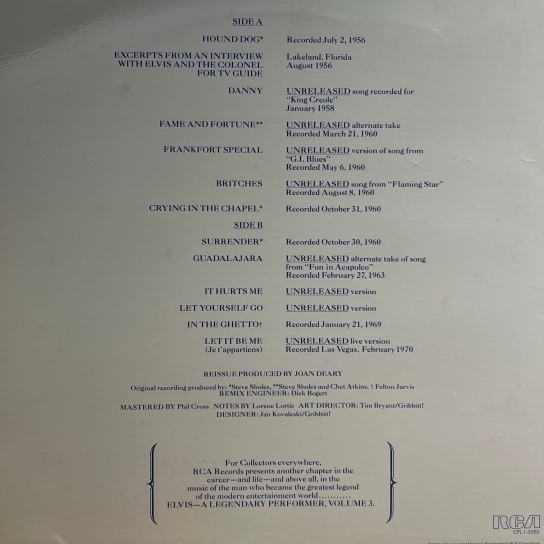 SIDE A
HOUND DOG* Recorded July 2, 1956
EXCERPTS FROM AN INTERVIEW Lakeland, Florida
WITH ELVIS AND THE COLONEL August 1956
FOR TV GUIDE
DANNY UNRELEASED song recorded for
"King Creole"
January 1958
FAME AND FORTUNE** UNRELEASED alternate take
Recorded March 21, 1960
FRANKFORT SPECIAL UNRELEASED version of song from
"G.I. Blues"
Recorded May 6, 1960
BRITCHES UNRELEASED song from "Flaming Star"
Recorded August 8, 1960
CRYING IN THE CHAPEL* Recorded October 31, 1960
SIDE B
SURRENDER* Recorded October 30, 1960
GUADALAJARA UNRELEASED alternate take of song
from "Fun in Acapulco"
Recorded February 27, 1963
IT HURTS ME UNRELEASED version
LET YOURSELF GO UNRELEASED version
IN THE GHETTO† Recorded January 21, 1969
LET IT BE ME UNRELEASED live version
(Je t'appartiens) Recorded Las Vegas, February 1970
REISSUE PRODUCED BY JOAN DEARY
Original recording produced by: *Steve Sholes, **Steve Sholes and Chet Atkins, † Felton Jarvis
REMIX ENGINEER: Dick Bogert
MASTERED BY Phil Cross NOTES BY Lorene Lortie ART DIRECTOR: Tim Bryant/Gribbitt!
DESIGNER: Jan Kovaleski/Gribbitt!
For Collectors everywhere,
RCA Records presents another chapter in the
career—and life—and above all, in the
music of the man who became the greatest legend
of the modern entertainment world...........
ELVIS—A LEGENDARY PERFORMER, VOLUME 3.
RCA
CPL1-3082